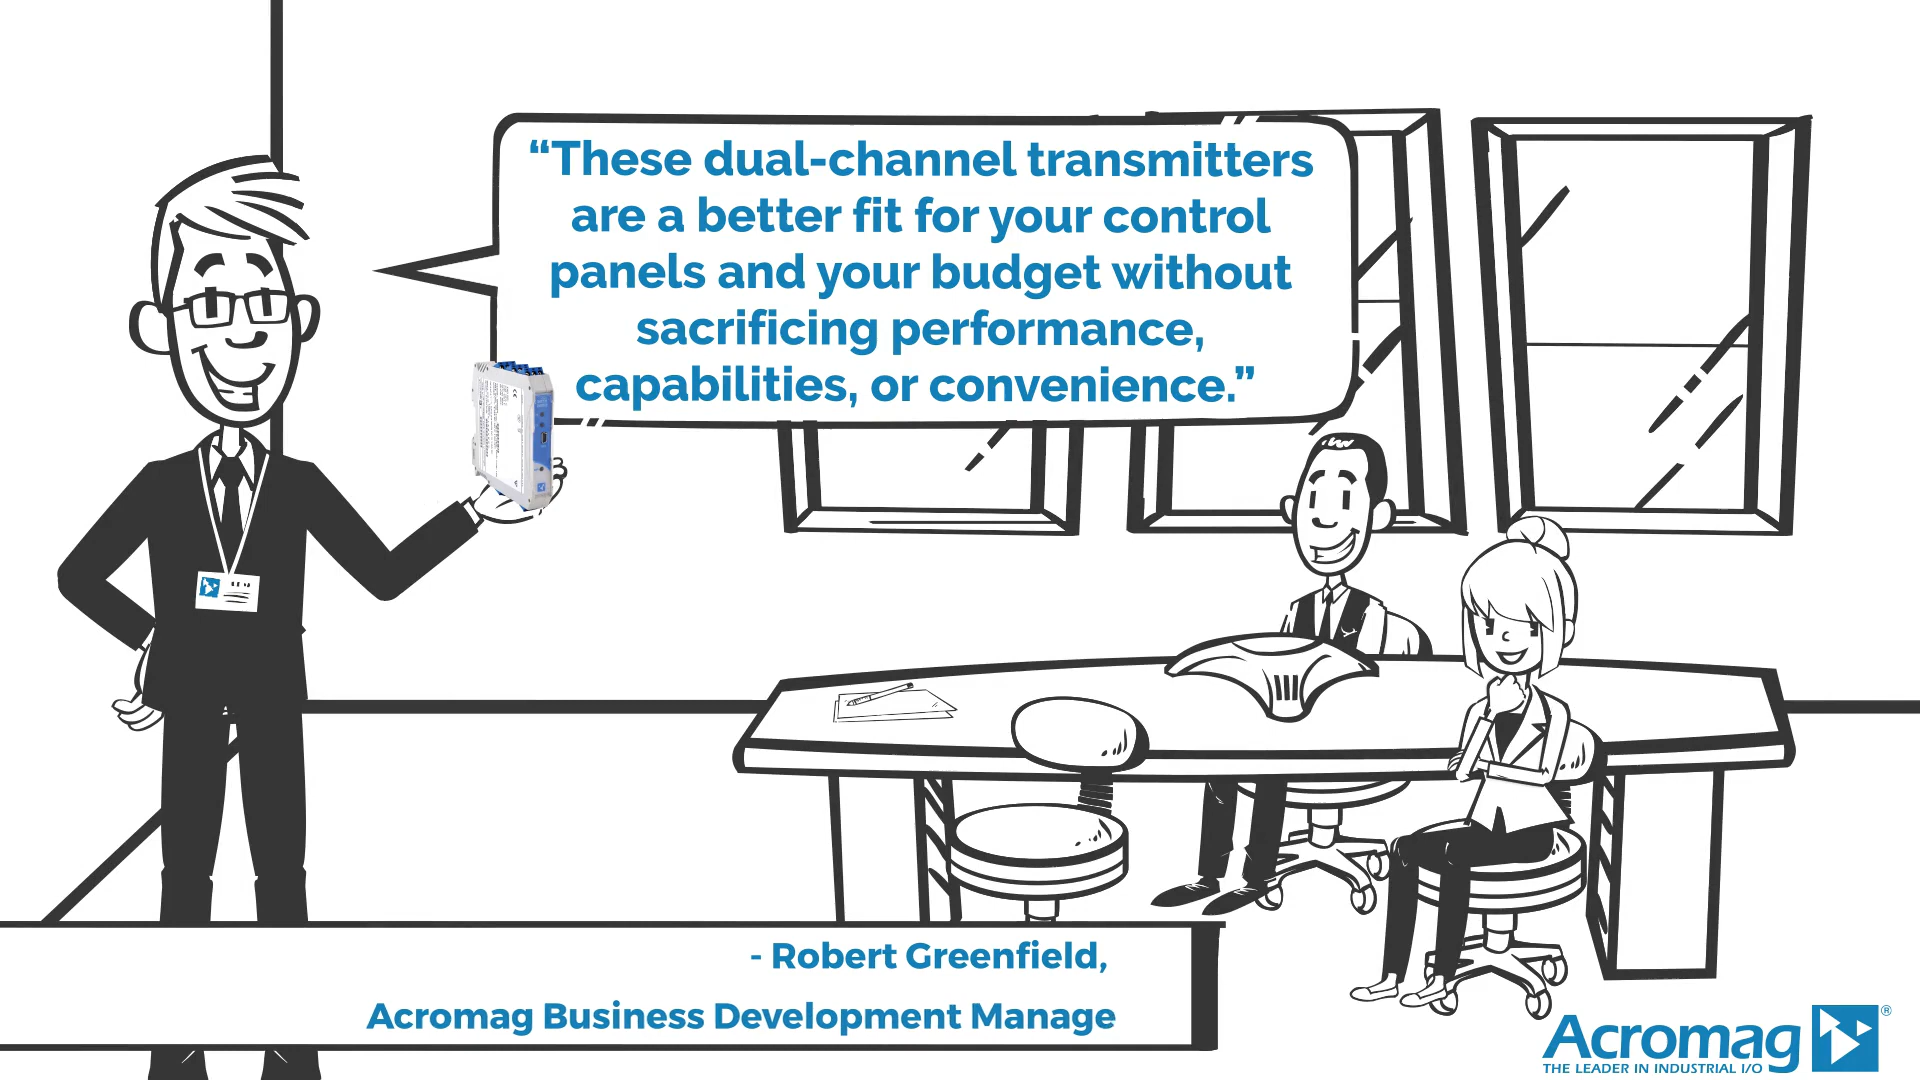 “These dual-channel transmitters
are a better fit for your control
panels and your budget without
sacrificing performance,
capabilities, or convenience.”
- Robert Greenfield,
Acromag Business Development Manage
Acromag ®
THE LEADER IN INDUSTRIAL I/O